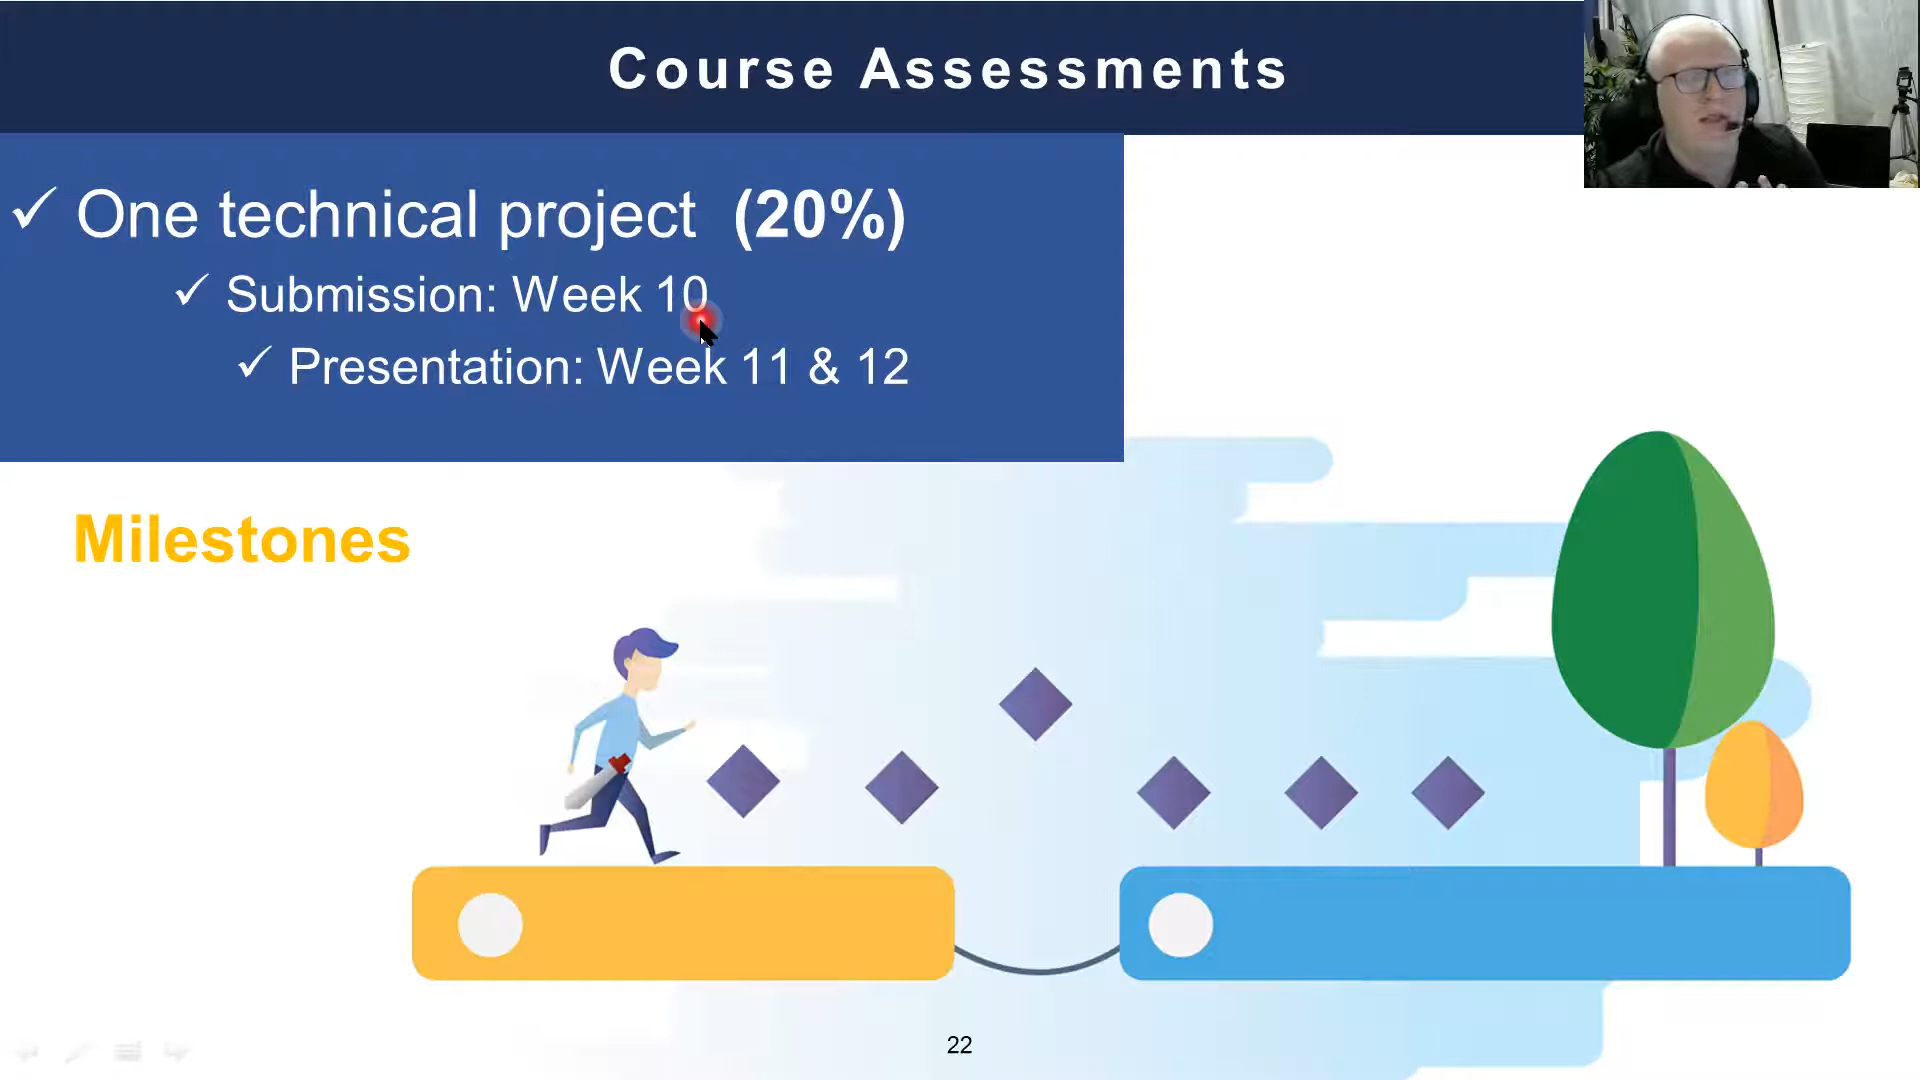 Course Assessments
✓ One technical project (20%)
✓ Submission: Week 10
✓ Presentation: Week 11 & 12
Milestones
22